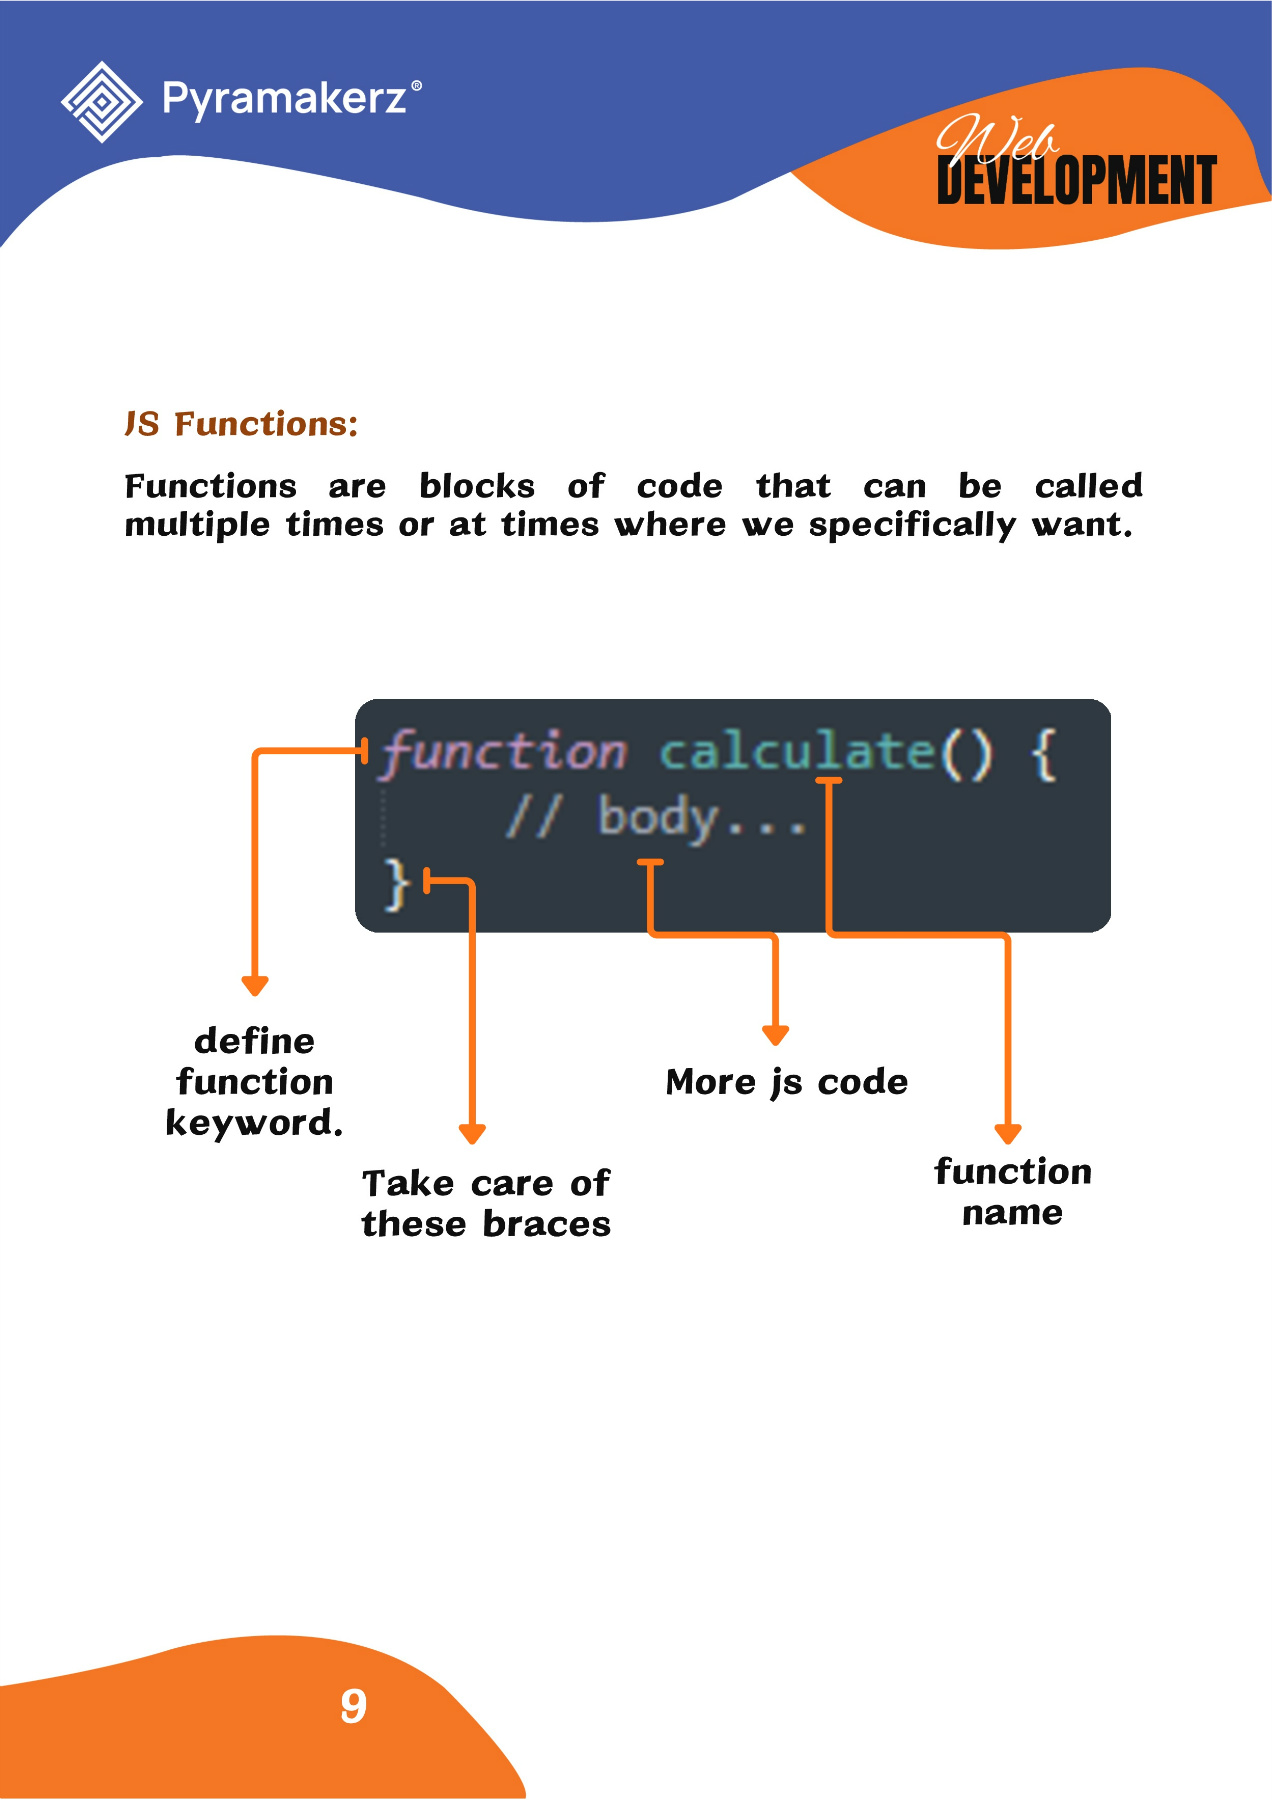 Pyramakerz®
Web
DEVELOPMENT
JS Functions:
Functions are blocks of code that can be called
multiple times or at times where we specifically want.
function calculate() {
// body...
}
define
function
keyword.
More js code
Take care of
these braces
function
name
9